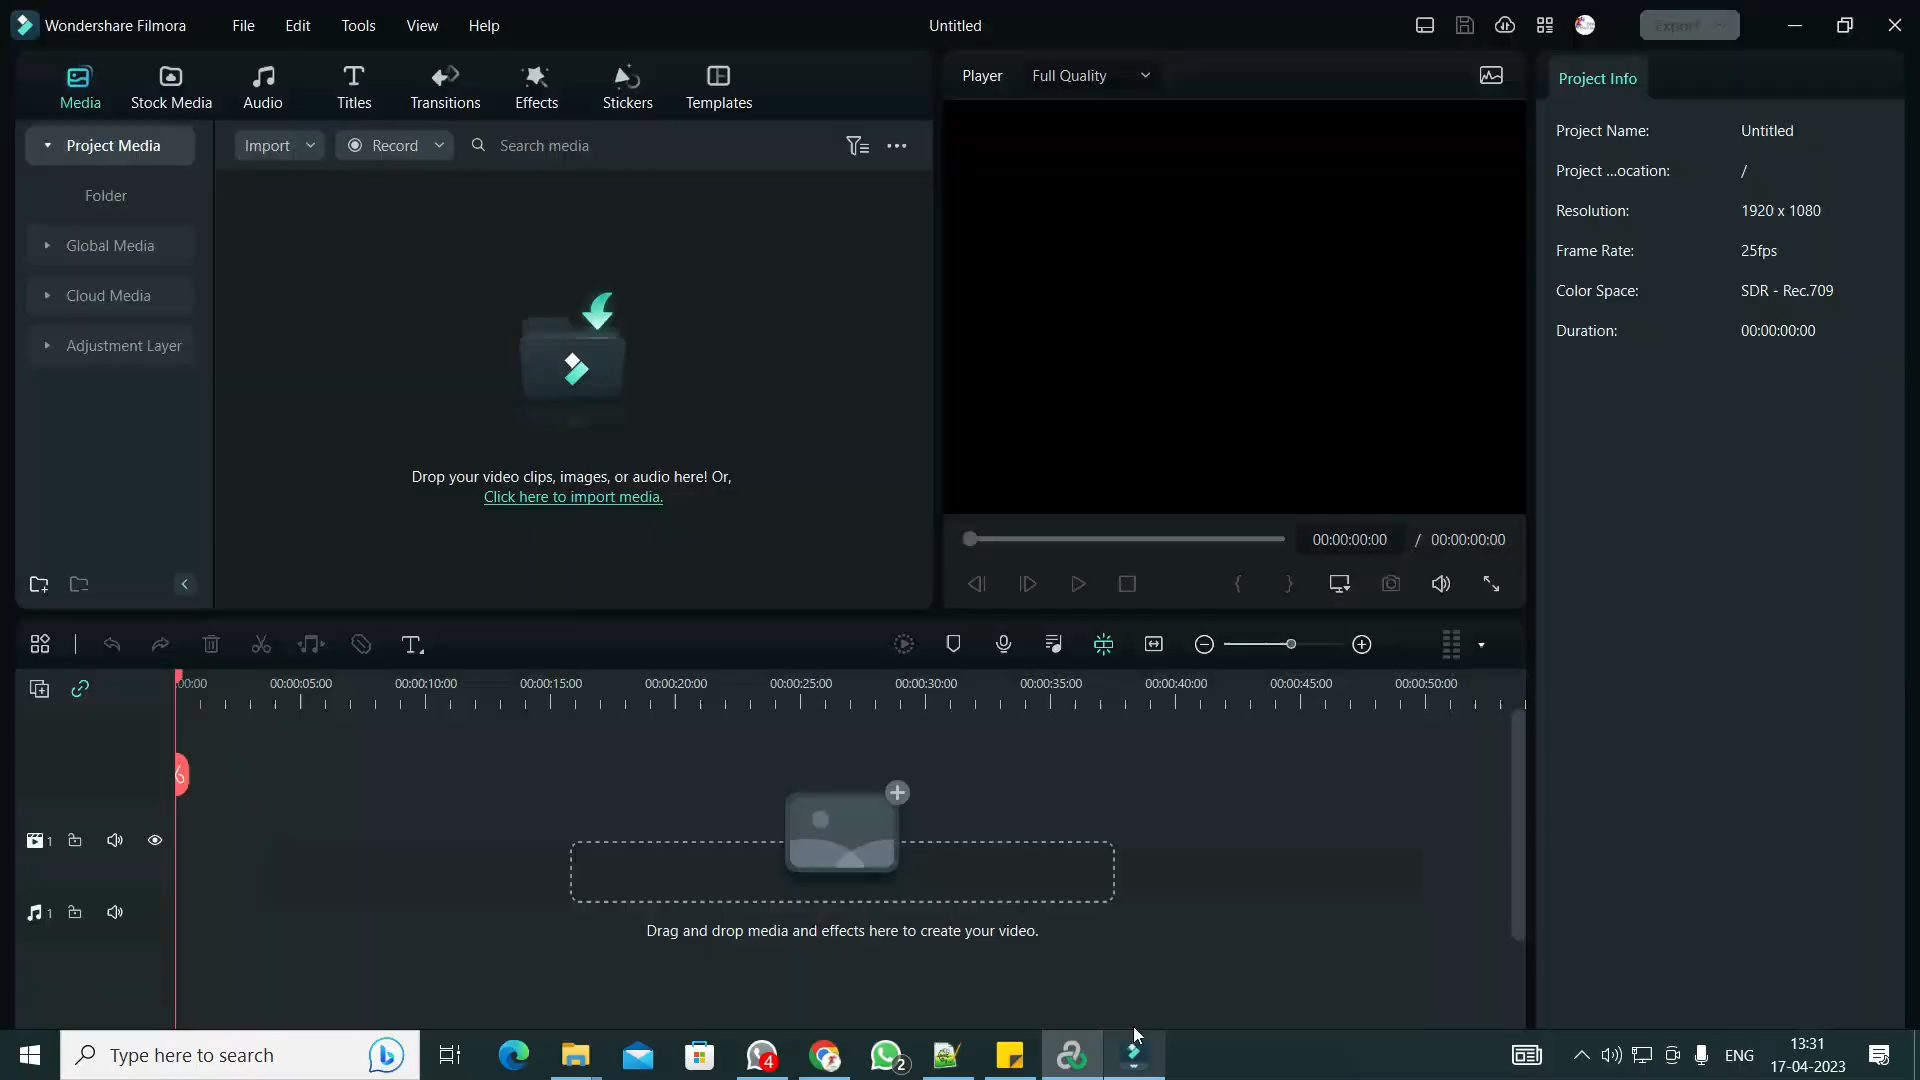 Wondershare Filmora File Edit Tools View Help Untitled Export
Media Stock Media Audio Titles Transitions Effects Stickers Templates
Player Full Quality
Project Info
Project Media
Import Record Search media
Folder
Global Media
Cloud Media
Adjustment Layer
Drop your video clips, images, or audio here! Or,
Click here to import media.
00:00:00:00 / 00:00:00:00
Project Name: Untitled
Project ...ocation: /
Resolution: 1920 x 1080
Frame Rate: 25fps
Color Space: SDR - Rec.709
Duration: 00:00:00:00
00:00 00:00:05:00 00:00:10:00 00:00:15:00 00:00:20:00 00:00:25:00 00:00:30:00 00:00:35:00 00:00:40:00 00:00:45:00 00:00:50:00
1
1
Drag and drop media and effects here to create your video.
Type here to search
4
2
ENG
13:31
17-04-2023